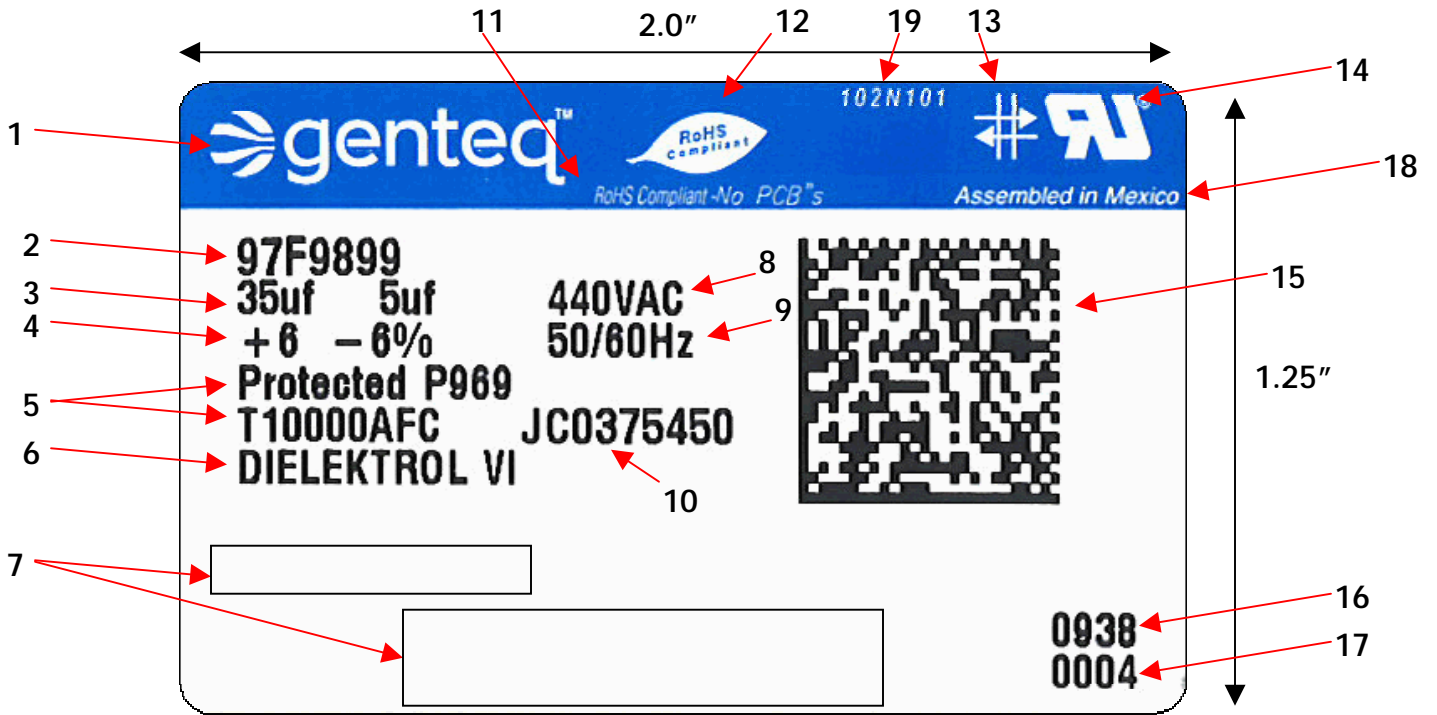 11 2.0" 12 19 13
14
102N101
1 genteq™ RoHS Compliant ®
RoHS Compliant -No PCB"s Assembled in Mexico 18
2 97F9899 8
3 35uf 5uf 440VAC 15
4 +6 -6% 50/60Hz 9
Protected P969 1.25"
5 T10000AFC JC0375450
6 DIELEKTROL VI
10
7
0938 16
0004 17